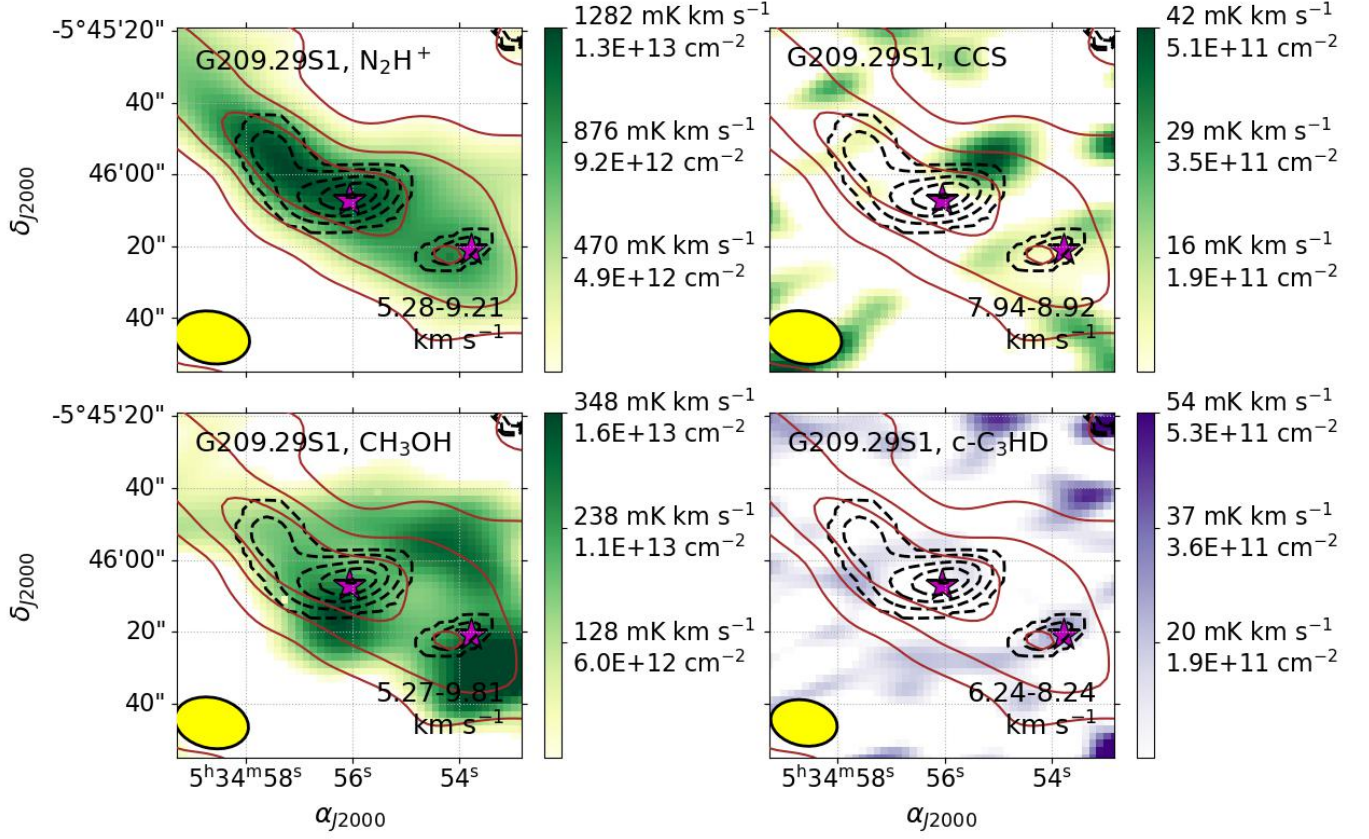 -5°45'20"
40"
46'00"
20"
40"
δJ2000
G209.29S1, N₂H⁺
5.28-9.21
km s⁻¹
1282 mK km s⁻¹
1.3E+13 cm⁻²
876 mK km s⁻¹
9.2E+12 cm⁻²
470 mK km s⁻¹
4.9E+12 cm⁻²
G209.29S1, CCS
7.94-8.92
km s⁻¹
42 mK km s⁻¹
5.1E+11 cm⁻²
29 mK km s⁻¹
3.5E+11 cm⁻²
16 mK km s⁻¹
1.9E+11 cm⁻²
-5°45'20"
40"
46'00"
20"
40"
δJ2000
G209.29S1, CH₃OH
5.27-9.81
km s⁻¹
348 mK km s⁻¹
1.6E+13 cm⁻²
238 mK km s⁻¹
1.1E+13 cm⁻²
128 mK km s⁻¹
6.0E+12 cm⁻²
5ʰ34ᵐ58ˢ 56ˢ 54ˢ
αJ2000
G209.29S1, c-C₃HD
6.24-8.24
km s⁻¹
54 mK km s⁻¹
5.3E+11 cm⁻²
37 mK km s⁻¹
3.6E+11 cm⁻²
20 mK km s⁻¹
1.9E+11 cm⁻²
5ʰ34ᵐ58ˢ 56ˢ 54ˢ
αJ2000